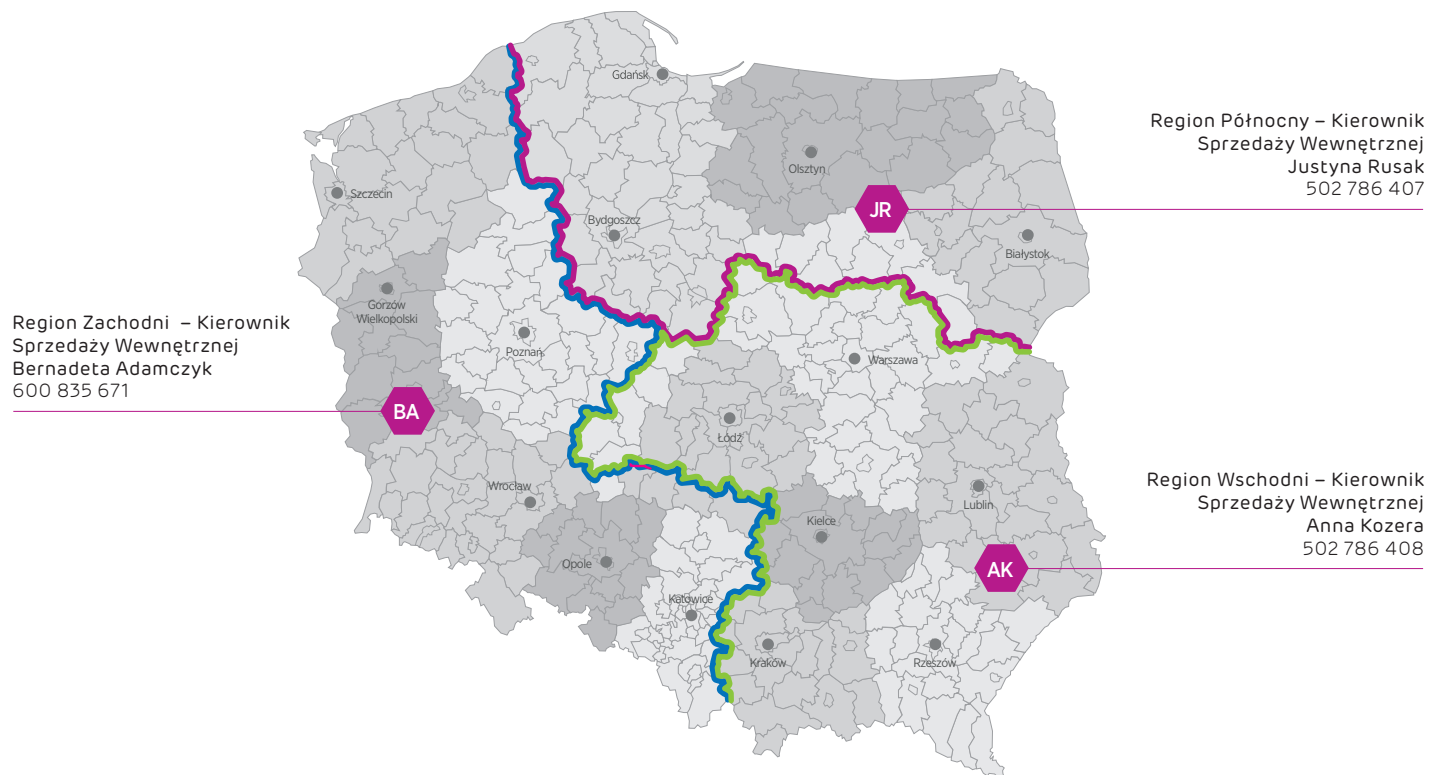 Gdańsk
Region Północny – Kierownik
Sprzedaży Wewnętrznej
Justyna Rusak
502 786 407
Olsztyn
Szczecin
JR
Bydgoszcz
Białystok
Gorzów
Wielkopolski
Region Zachodni – Kierownik
Sprzedaży Wewnętrznej
Bernadeta Adamczyk
600 835 671
Poznań
Warszawa
BA
Łódź
Region Wschodni – Kierownik
Sprzedaży Wewnętrznej
Anna Kozera
502 786 408
Wrocław
Lublin
Kielce
Opole
AK
Katowice
Kraków
Rzeszów